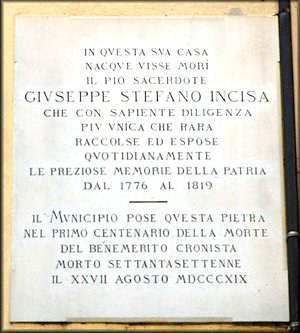 IN QVESTA SVA CASA
NACQVE VISSE MORÌ
IL PIO SACERDOTE
GIVSEPPE STEFANO INCISA
CHE CON SAPIENTE DILIGENZA
PIV VNICA CHE RARA
RACCOLSE ED ESPOSE
QVOTIDIANAMENTE
LE PREZIOSE MEMORIE DELLA PATRIA
DAL 1776 AL 1819
IL MVNICIPIO POSE QVESTA PIETRA
NEL PRIMO CENTENARIO DELLA MORTE
DEL BENEMERITO CRONISTA
MORTO SETTANTASETTENNE
IL XXVII AGOSTO MDCCCXIX